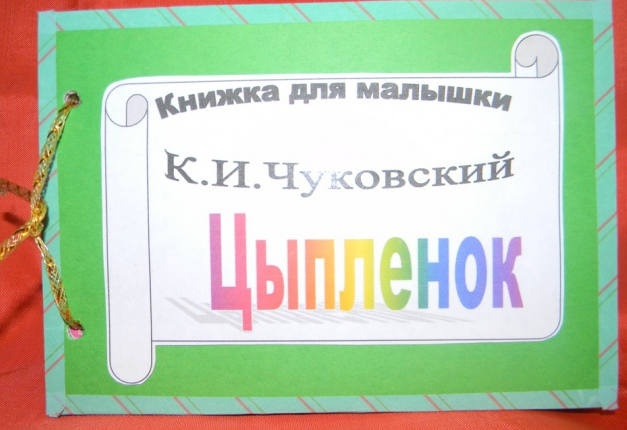 Книжка для малышки
К.И.Чуковский
Цыпленок